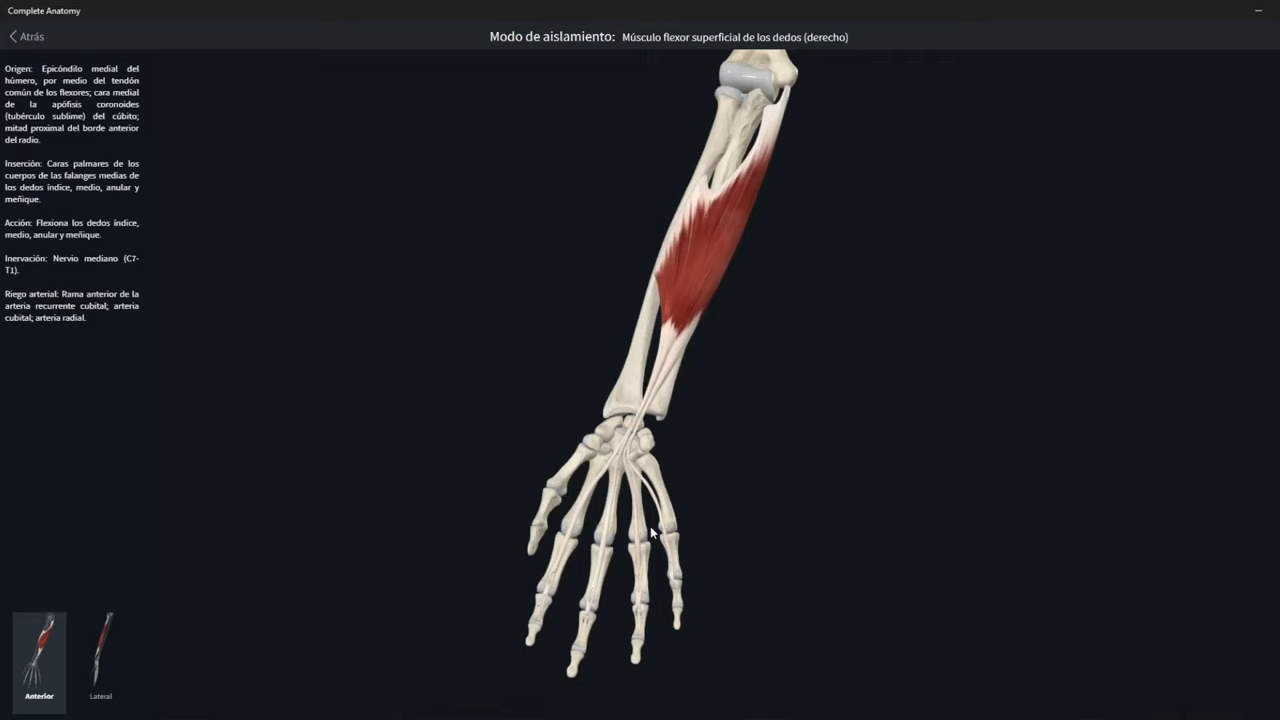 Complete Anatomy
Atrás
Modo de aislamiento: Músculo flexor superficial de los dedos (derecho)
Origen: Epicóndilo medial del
húmero, por medio del tendón
común de los flexores; cara medial
de la apófisis coronoides
(tubérculo sublime) del cúbito;
mitad proximal del borde anterior
del radio.
Inserción: Caras palmares de los
cuerpos de las falanges medias de
los dedos índice, medio, anular y
meñique.
Acción: Flexiona los dedos índice,
medio, anular y meñique.
Inervación: Nervio mediano (C7-
T1).
Riego arterial: Rama anterior de la
arteria recurrente cubital; arteria
cubital; arteria radial.
Anterior
Lateral